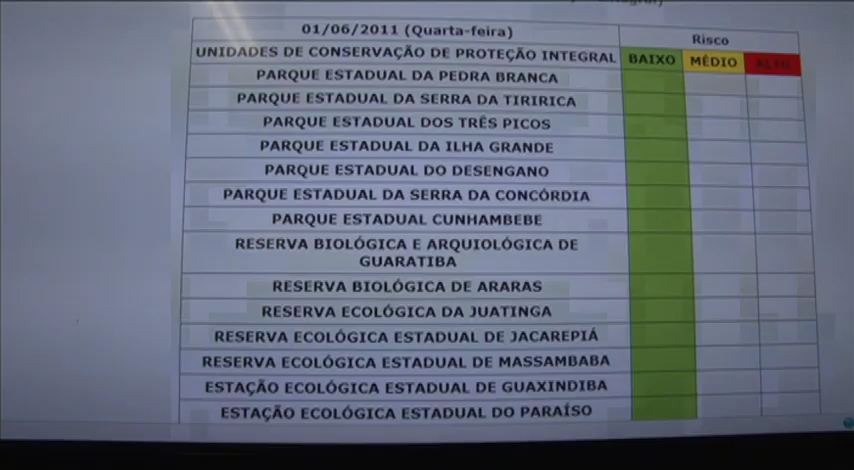 01/06/2011 (Quarta-feira)
Risco
UNIDADES DE CONSERVAÇÃO DE PROTEÇÃO INTEGRAL BAIXO MÉDIO ALTO
PARQUE ESTADUAL DA PEDRA BRANCA
PARQUE ESTADUAL DA SERRA DA TIRIRICA
PARQUE ESTADUAL DOS TRÊS PICOS
PARQUE ESTADUAL DA ILHA GRANDE
PARQUE ESTADUAL DO DESENGANO
PARQUE ESTADUAL DA SERRA DA CONCÓRDIA
PARQUE ESTADUAL CUNHAMBEBE
RESERVA BIOLÓGICA E ARQUIOLÓGICA DE
GUARATIBA
RESERVA BIOLÓGICA DE ARARAS
RESERVA ECOLÓGICA DA JUATINGA
RESERVA ECOLÓGICA ESTADUAL DE JACAREPIÁ
RESERVA ECOLÓGICA ESTADUAL DE MASSAMBABA
ESTAÇÃO ECOLÓGICA ESTADUAL DE GUAXINDIBA
ESTAÇÃO ECOLÓGICA ESTADUAL DO PARAÍSO